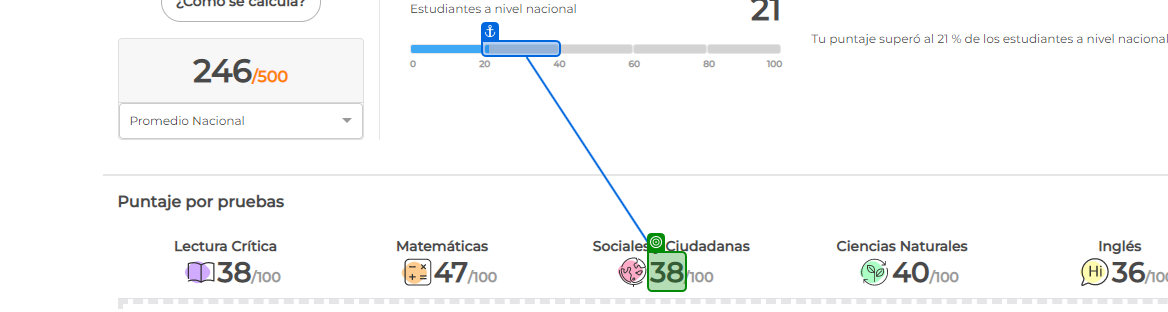 ¿Cómo se calcula?
Estudiantes a nivel nacional
21
0 20 40 60 80 100
Tu puntaje superó al 21 % de los estudiantes a nivel nacional
246/500
Promedio Nacional
Puntaje por pruebas
Lectura Crítica
38/100
Matemáticas
47/100
Sociales Ciudadanas
38/100
Ciencias Naturales
40/100
Inglés
Hi 36/100